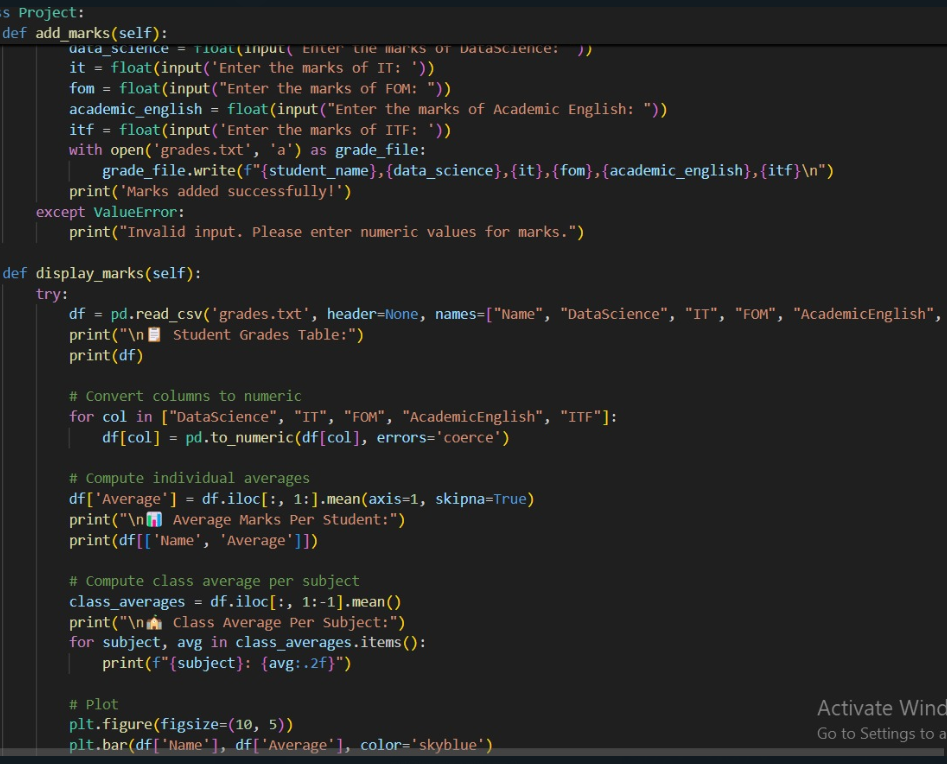 ss Project:
def add_marks(self):
data_science = float(input('Enter the marks of DataScience: '))
it = float(input('Enter the marks of IT: '))
fom = float(input("Enter the marks of FOM: "))
academic_english = float(input("Enter the marks of Academic English: "))
itf = float(input('Enter the marks of ITF: '))
with open('grades.txt', 'a') as grade_file:
grade_file.write(f"{student_name},{data_science},{it},{fom},{academic_english},{itf}\n")
print('Marks added successfully!')
except ValueError:
print("Invalid input. Please enter numeric values for marks.")
def display_marks(self):
try:
df = pd.read_csv('grades.txt', header=None, names=["Name", "DataScience", "IT", "FOM", "AcademicEnglish",
print("\n📋 Student Grades Table:")
print(df)
# Convert columns to numeric
for col in ["DataScience", "IT", "FOM", "AcademicEnglish", "ITF"]:
df[col] = pd.to_numeric(df[col], errors='coerce')
# Compute individual averages
df['Average'] = df.iloc[:, 1:].mean(axis=1, skipna=True)
print("\n📊 Average Marks Per Student:")
print(df[['Name', 'Average']])
# Compute class average per subject
class_averages = df.iloc[:, 1:-1].mean()
print("\n🏫 Class Average Per Subject:")
for subject, avg in class_averages.items():
print(f"{subject}: {avg:.2f}")
# Plot
plt.figure(figsize=(10, 5))
plt.bar(df['Name'], df['Average'], color='skyblue')
Activate Wind
Go to Settings to a